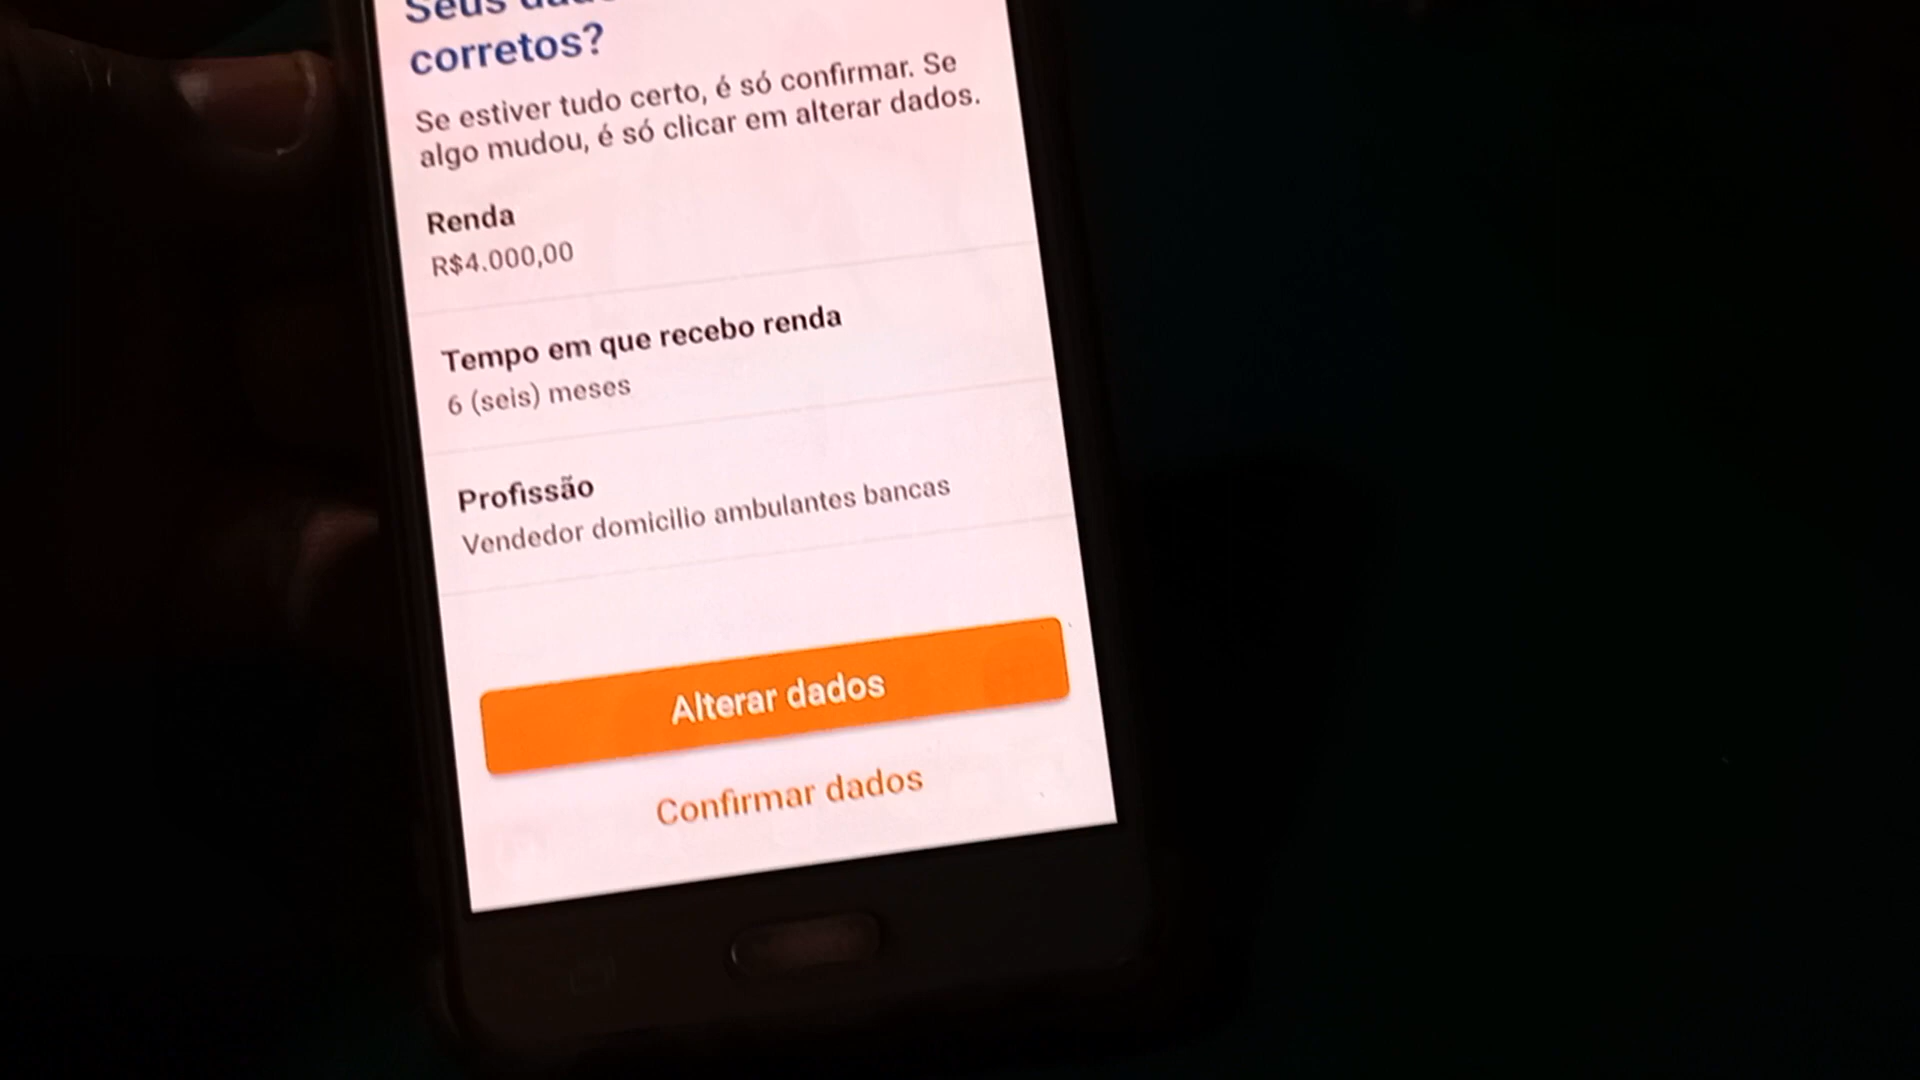 Seus
corretos?
Se estiver tudo certo, é só confirmar. Se
algo mudou, é só clicar em alterar dados.
Renda
R$4.000,00
Tempo em que recebo renda
6 (seis) meses
Profissão
Vendedor domicilio ambulantes bancas
Alterar dados
Confirmar dados